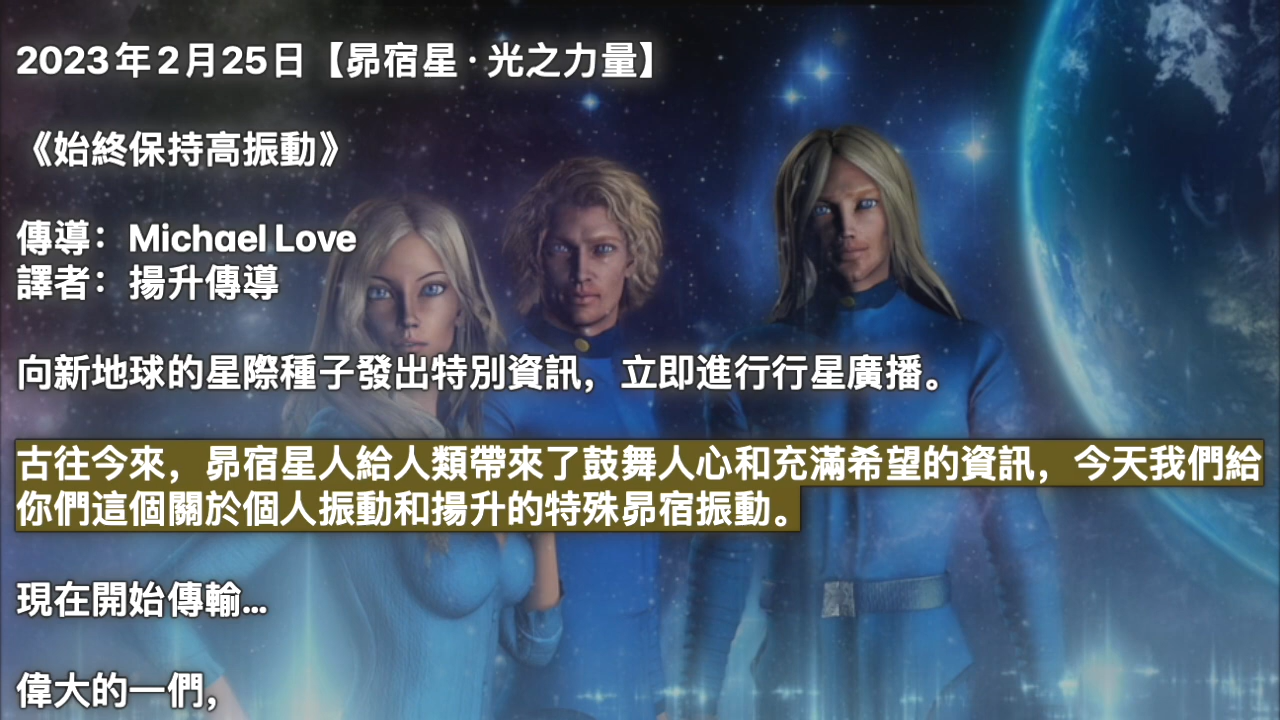 2023年2月25日【昴宿星·光之力量】
《始終保持高振動》
傳導：Michael Love
譯者：揚升傳導
向新地球的星際種子發出特別資訊，立即進行行星廣播。
古往今來，昴宿星人給人類帶來了鼓舞人心和充滿希望的資訊，今天我們給
你們這個關於個人振動和揚升的特殊昴宿振動。
現在開始傳輸...
偉大的一們，